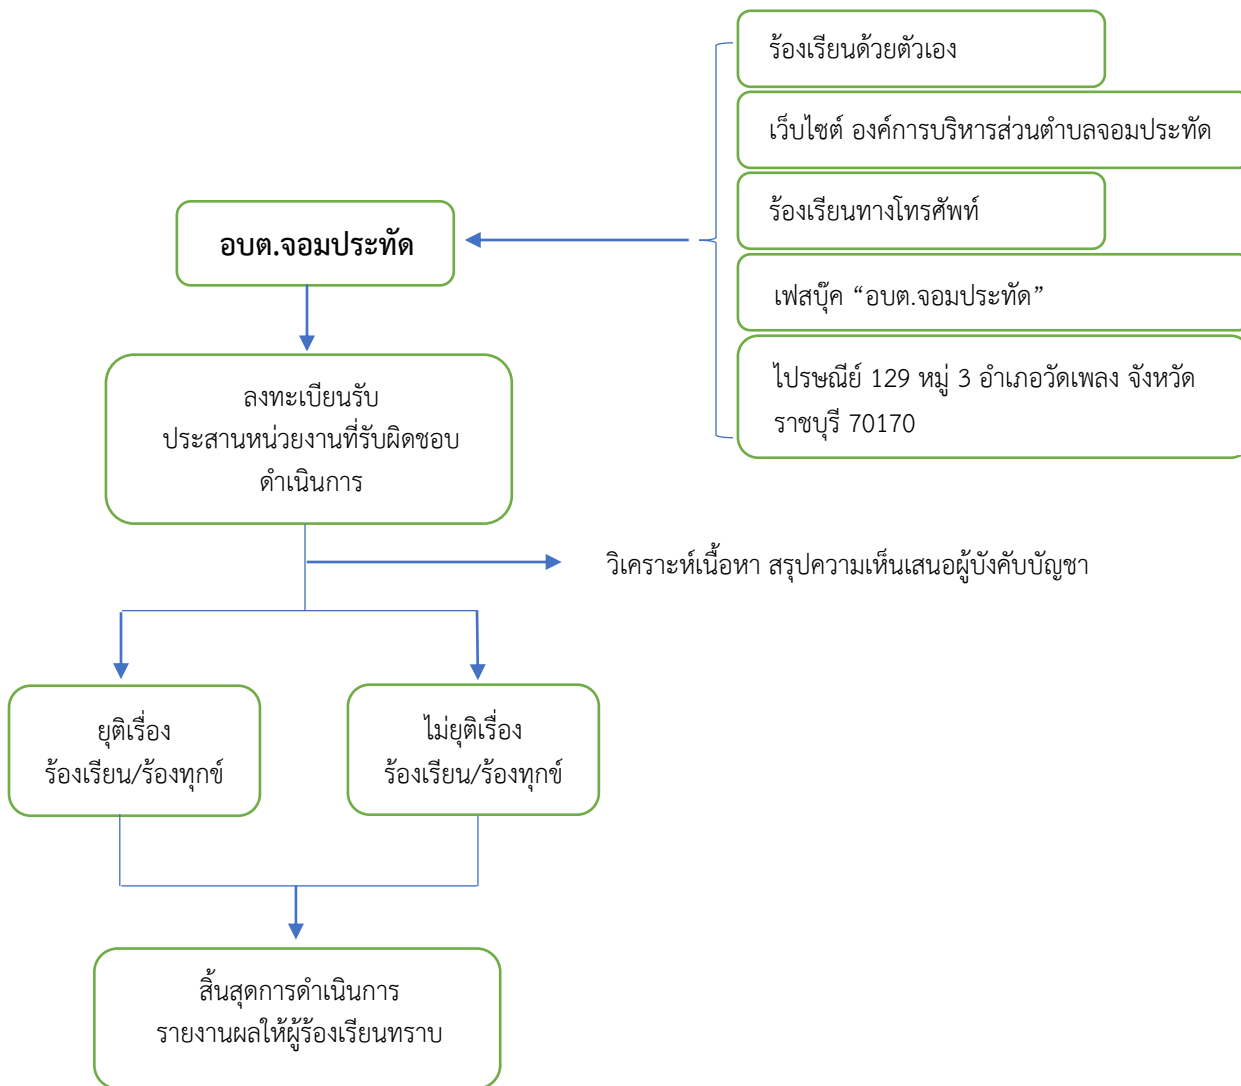 ร้องเรียนด้วยตัวเอง
เว็บไซต์ องค์การบริหารส่วนตำบลจอมประทัด
ร้องเรียนทางโทรศัพท์
เฟสบุ๊ค “อบต.จอมประทัด”
ไปรษณีย์ 129 หมู่ 3 อำเภอวัดเพลง จังหวัด
ราชบุรี 70170
อบต.จอมประทัด
ลงทะเบียนรับ
ประสานหน่วยงานที่รับผิดชอบ
ดำเนินการ
วิเคราะห์เนื้อหา สรุปความเห็นเสนอผู้บังคับบัญชา
ยุติเรื่อง
ร้องเรียน/ร้องทุกข์
ไม่ยุติเรื่อง
ร้องเรียน/ร้องทุกข์
สิ้นสุดการดำเนินการ
รายงานผลให้ผู้ร้องเรียนทราบ